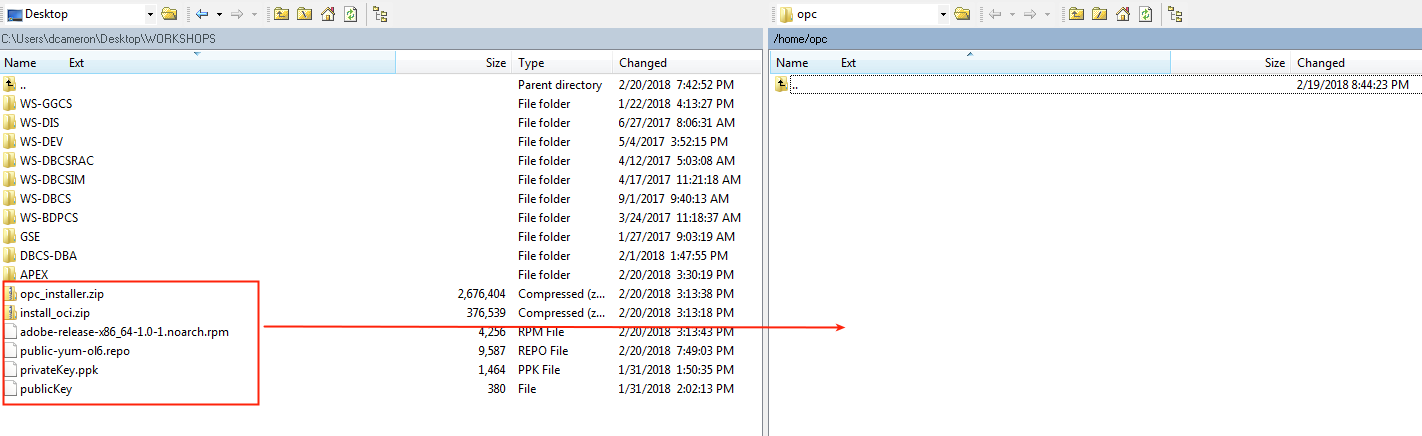 Desktop opc
C:\Users\dcameron\Desktop\WORKSHOPS /home/opc
Name Ext Size Type Changed Name Ext Size Changed
.. Parent directory 2/20/2018 7:42:52 PM .. 2/19/2018 8:44:23 PM
WS-GGCS File folder 1/22/2018 4:13:27 PM
WS-DIS File folder 6/27/2017 8:06:31 AM
WS-DEV File folder 5/4/2017 3:52:15 PM
WS-DBCSRAC File folder 4/12/2017 5:03:08 AM
WS-DBCSIM File folder 4/17/2017 11:21:18 AM
WS-DBCS File folder 9/1/2017 9:40:13 AM
WS-BDPCS File folder 3/24/2017 11:18:37 AM
GSE File folder 1/27/2017 9:03:19 AM
DBCS-DBA File folder 2/1/2018 1:47:55 PM
APEX File folder 2/20/2018 3:30:19 PM
opc_installer.zip 2,676,404 Compressed (z... 2/20/2018 3:13:38 PM
install_oci.zip 376,539 Compressed (z... 2/20/2018 3:13:18 PM
adobe-release-x86_64-1.0-1.noarch.rpm 4,256 RPM File 2/20/2018 3:13:43 PM
public-yum-ol6.repo 9,587 REPO File 2/20/2018 7:49:03 PM
privateKey.ppk 1,464 PPK File 1/31/2018 1:50:35 PM
publicKey 380 File 1/31/2018 2:02:13 PM